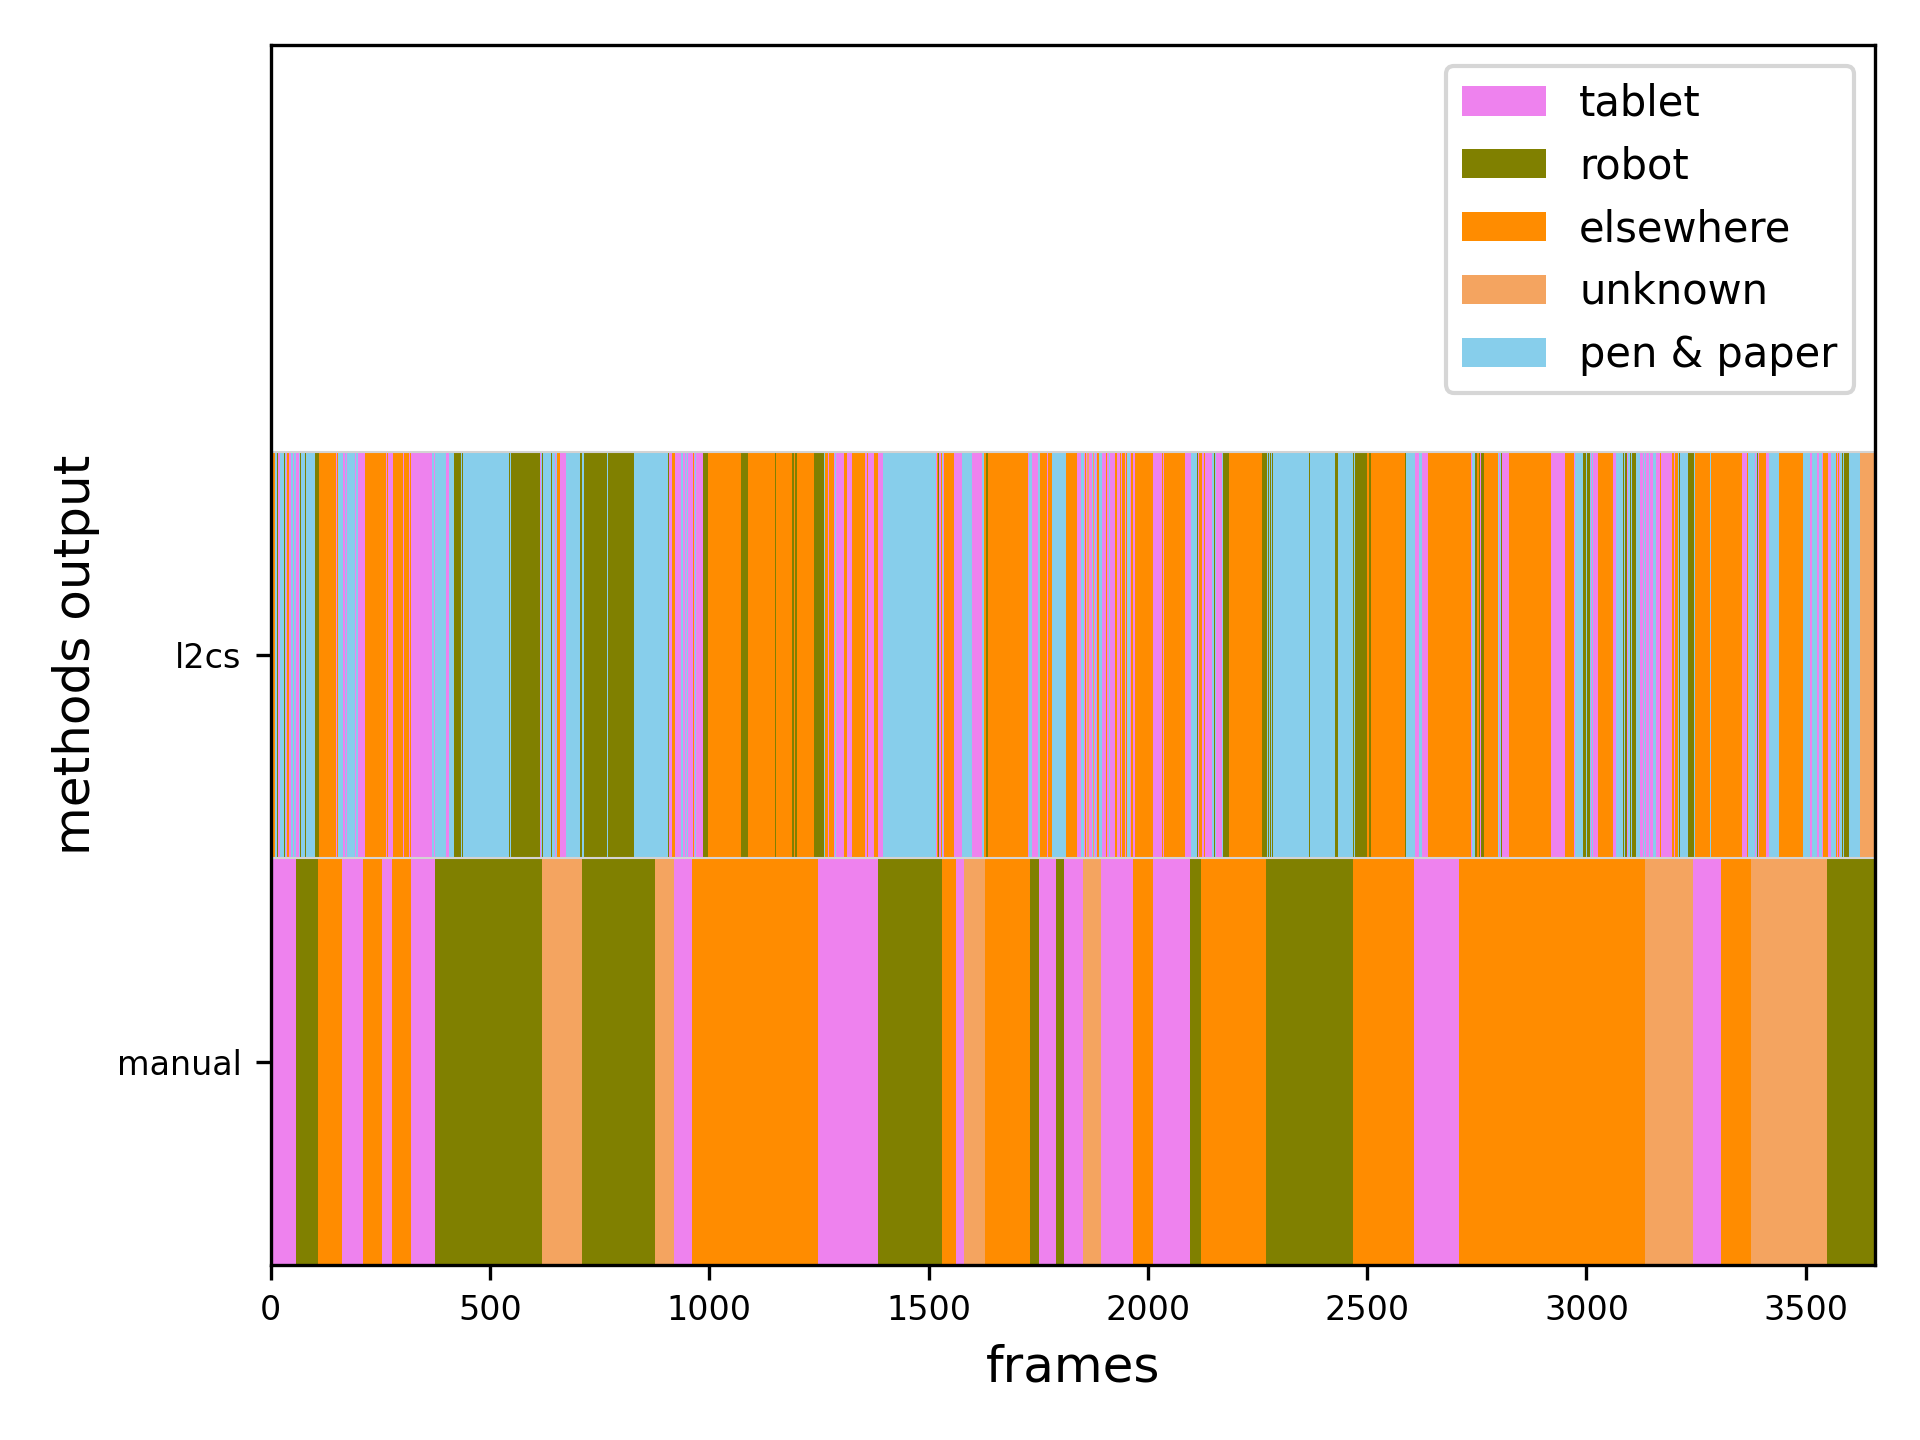 tablet
robot
elsewhere
unknown
pen & paper
methods output
l2cs
manual
0 500 1000 1500 2000 2500 3000 3500
frames